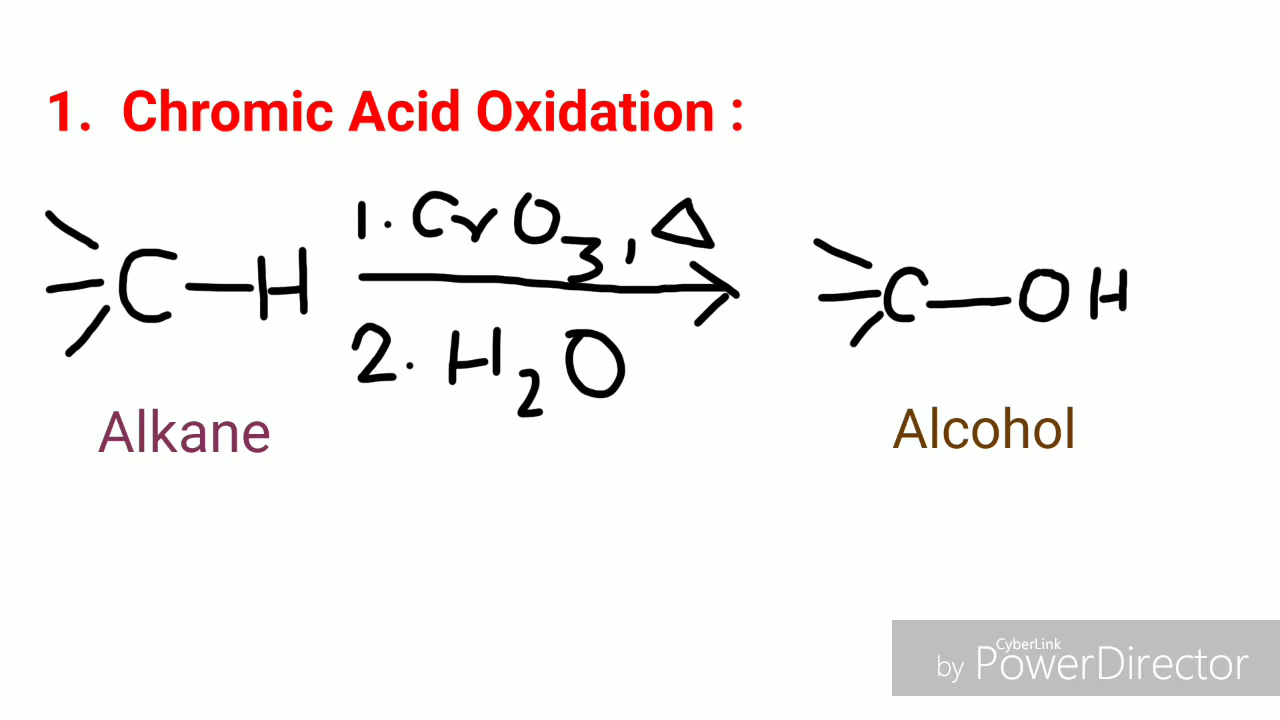 1. Chromic Acid Oxidation :
1. CrO3, Δ
C—H → C—OH
2. H2O
Alkane Alcohol
CyberLink
by PowerDirector